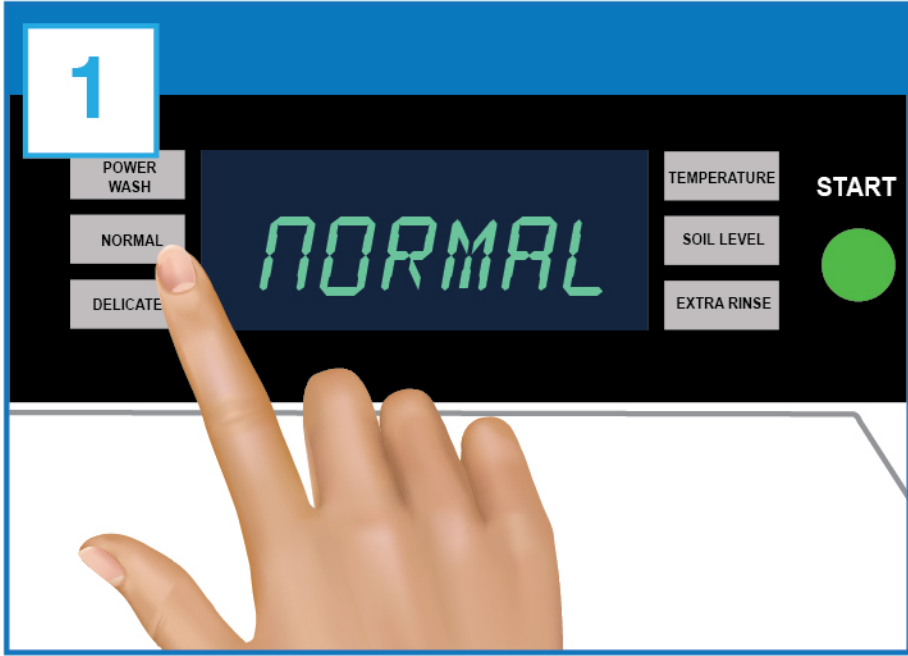 1
POWER
WASH
NORMAL
DELICATE
NORMAL
TEMPERATURE
SOIL LEVEL
EXTRA RINSE
START